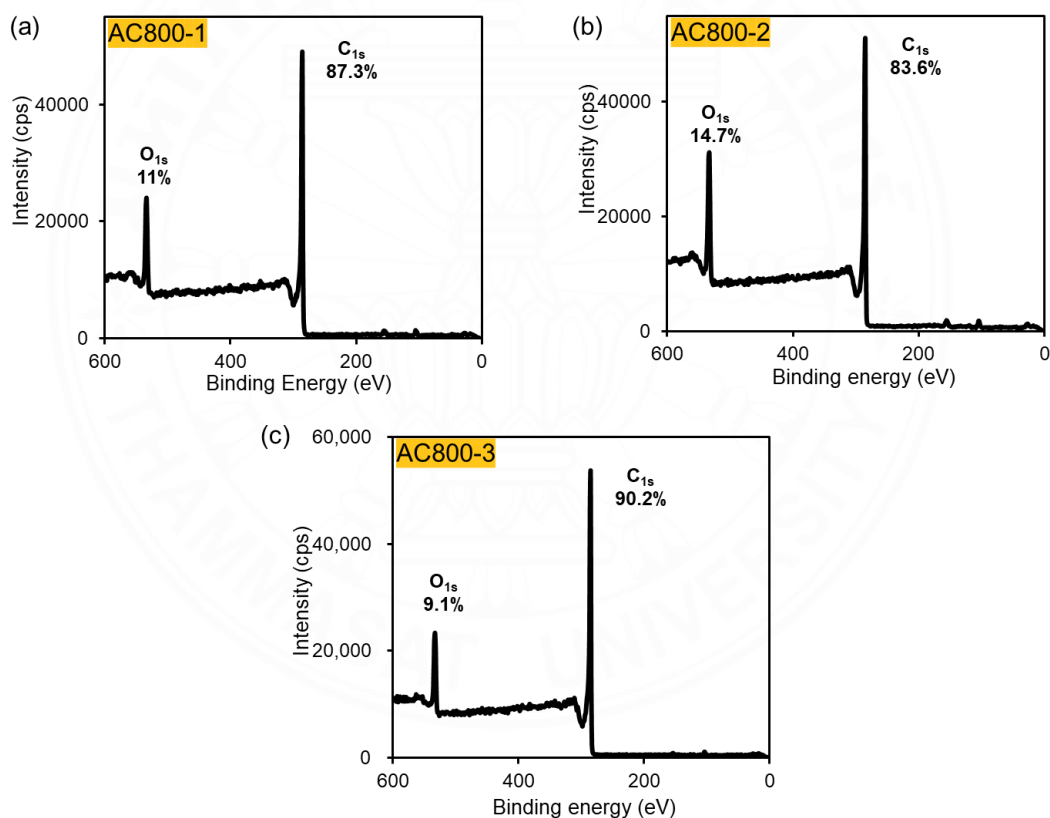 (a)
AC800-1
C1s
87.3%
O1s
11%
Intensity (cps)
40000
20000
0
600
400
200
0
Binding Energy (eV)
(b)
AC800-2
C1s
83.6%
O1s
14.7%
Intensity (cps)
40000
20000
0
600
400
200
0
Binding energy (eV)
(c)
AC800-3
C1s
90.2%
O1s
9.1%
Intensity (cps)
60,000
40,000
20,000
0
600
400
200
0
Binding energy (eV)
THAMMASAT UNIVERSITY